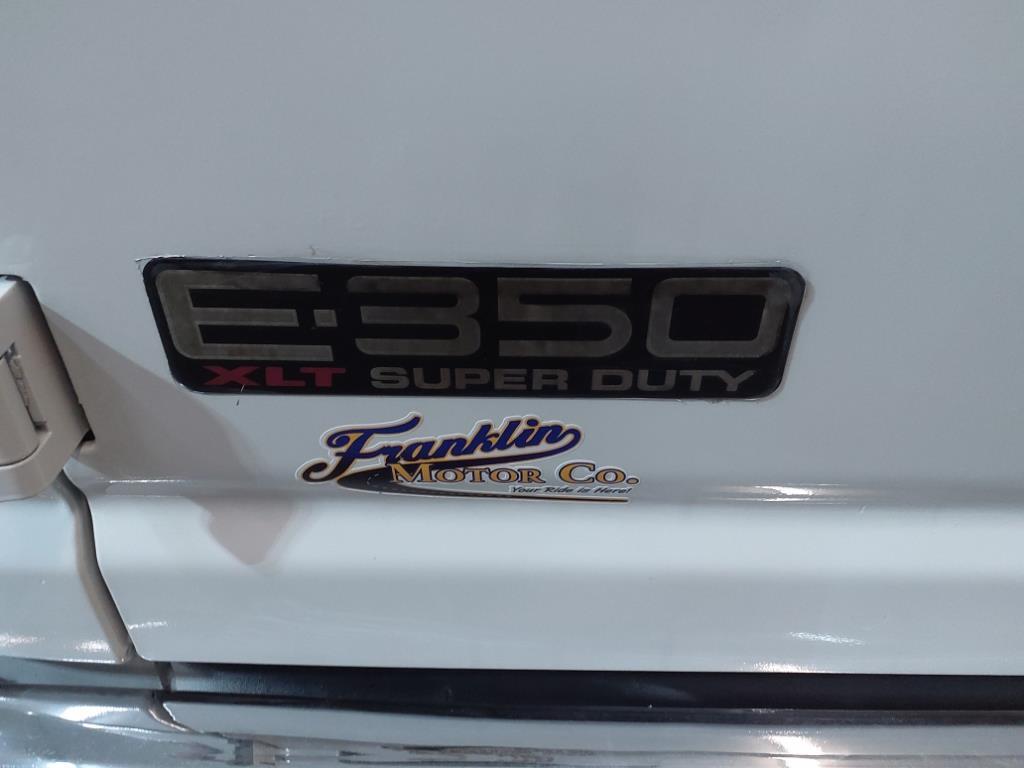 E-350
XLT SUPER DUTY
Franklin
MOTOR CO.
Your Ride is Here!